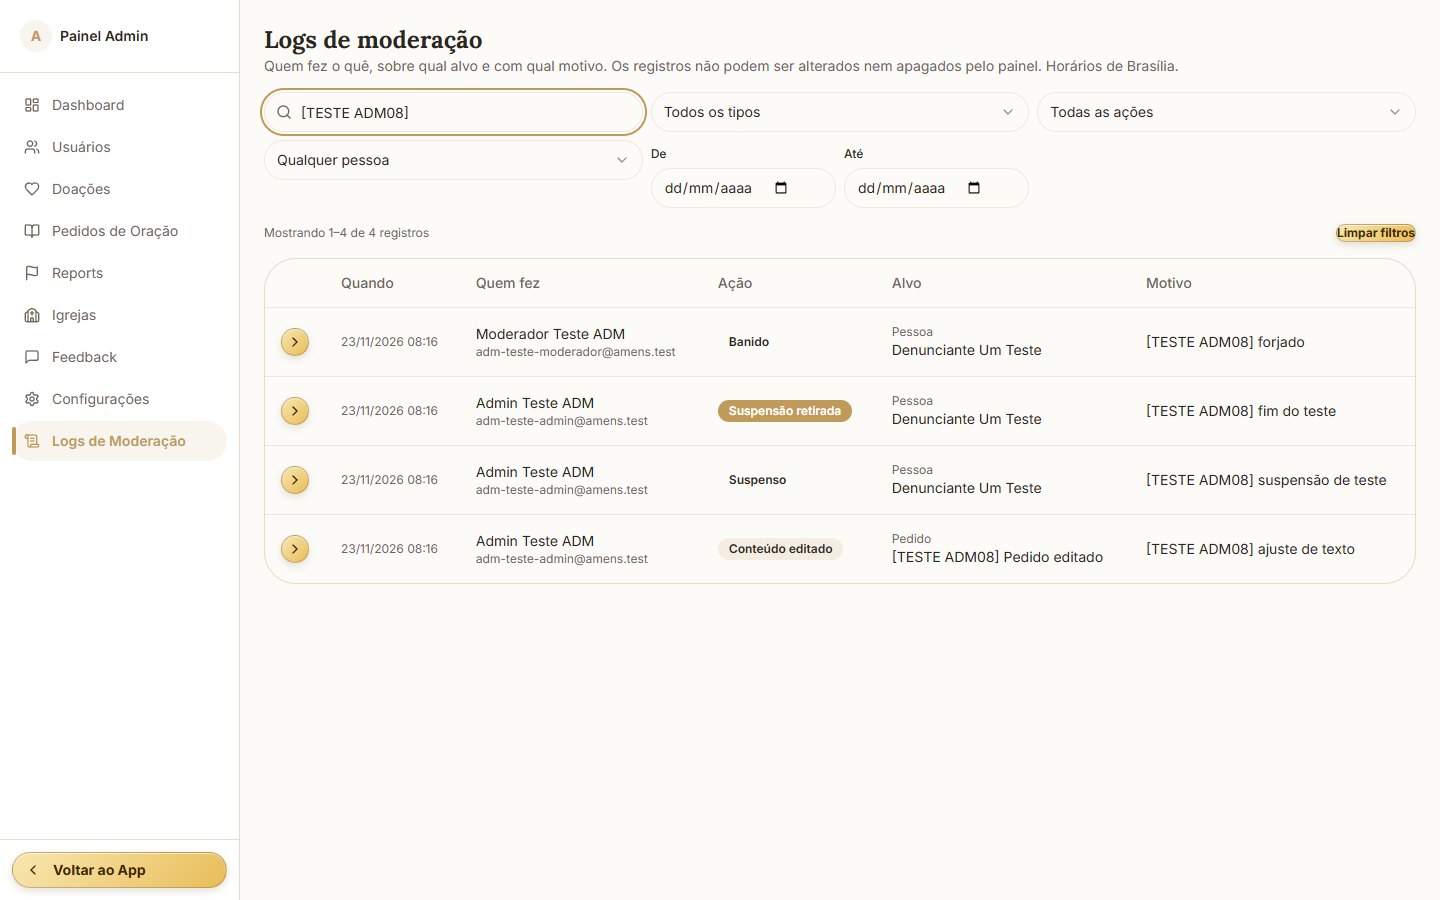 A Painel Admin
Dashboard
Usuários
Doações
Pedidos de Oração
Reports
Igrejas
Feedback
Configurações
Logs de Moderação
Voltar ao App
Logs de moderação
Quem fez o quê, sobre qual alvo e com qual motivo. Os registros não podem ser alterados nem apagados pelo painel. Horários de Brasília.
[TESTE ADM08] Todos os tipos Todas as ações
Qualquer pessoa De Até
dd/mm/aaaa dd/mm/aaaa
Mostrando 1–4 de 4 registros Limpar filtros
Quando Quem fez Ação Alvo Motivo
23/11/2026 08:16 Moderador Teste ADM
adm-teste-moderador@amens.test
Banido
Pessoa
Denunciante Um Teste
[TESTE ADM08] forjado
23/11/2026 08:16 Admin Teste ADM
adm-teste-admin@amens.test
Suspensão retirada
Pessoa
Denunciante Um Teste
[TESTE ADM08] fim do teste
23/11/2026 08:16 Admin Teste ADM
adm-teste-admin@amens.test
Suspenso
Pessoa
Denunciante Um Teste
[TESTE ADM08] suspensão de teste
23/11/2026 08:16 Admin Teste ADM
adm-teste-admin@amens.test
Conteúdo editado
Pedido
[TESTE ADM08] Pedido editado
[TESTE ADM08] ajuste de texto